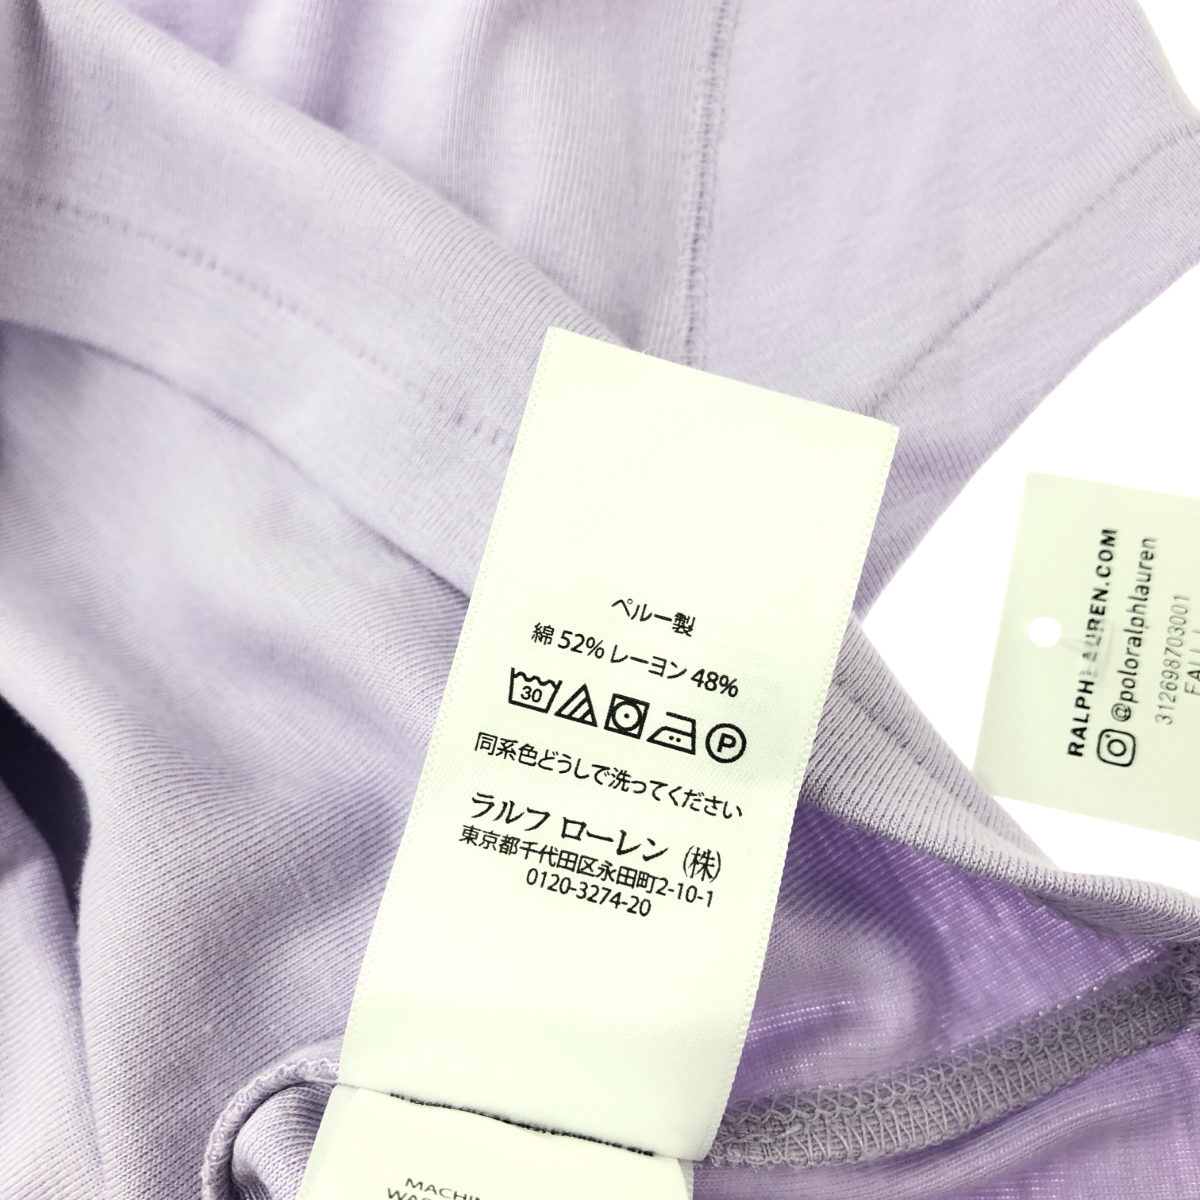 ペルー製
綿 52% レーヨン 48%
30 P
同系色どうしで洗ってください
ラルフ ローレン (株)
東京都千代田区永田町2-10-1
0120-3274-20
MACHIN
RALPHLAUREN.COM
@poloralphlauren
312698703001